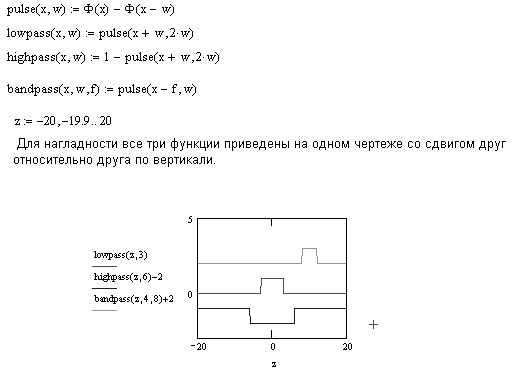 pulse(x,w) := Φ(x) − Φ(x − w)
lowpass(x,w) := pulse(x + w,2·w)
highpass(x,w) := 1 − pulse(x + w,2·w)
bandpass(x,w,f) := pulse(x − f,w)
z := −20,−19.9.. 20
Для нагладности все три функции приведены на одном чертеже со сдвигом друг
относительно друга по вертикали.
5
lowpass(z,3)
highpass(z,6)−2
bandpass(z,4,8)+2
0
−20
0
20
z